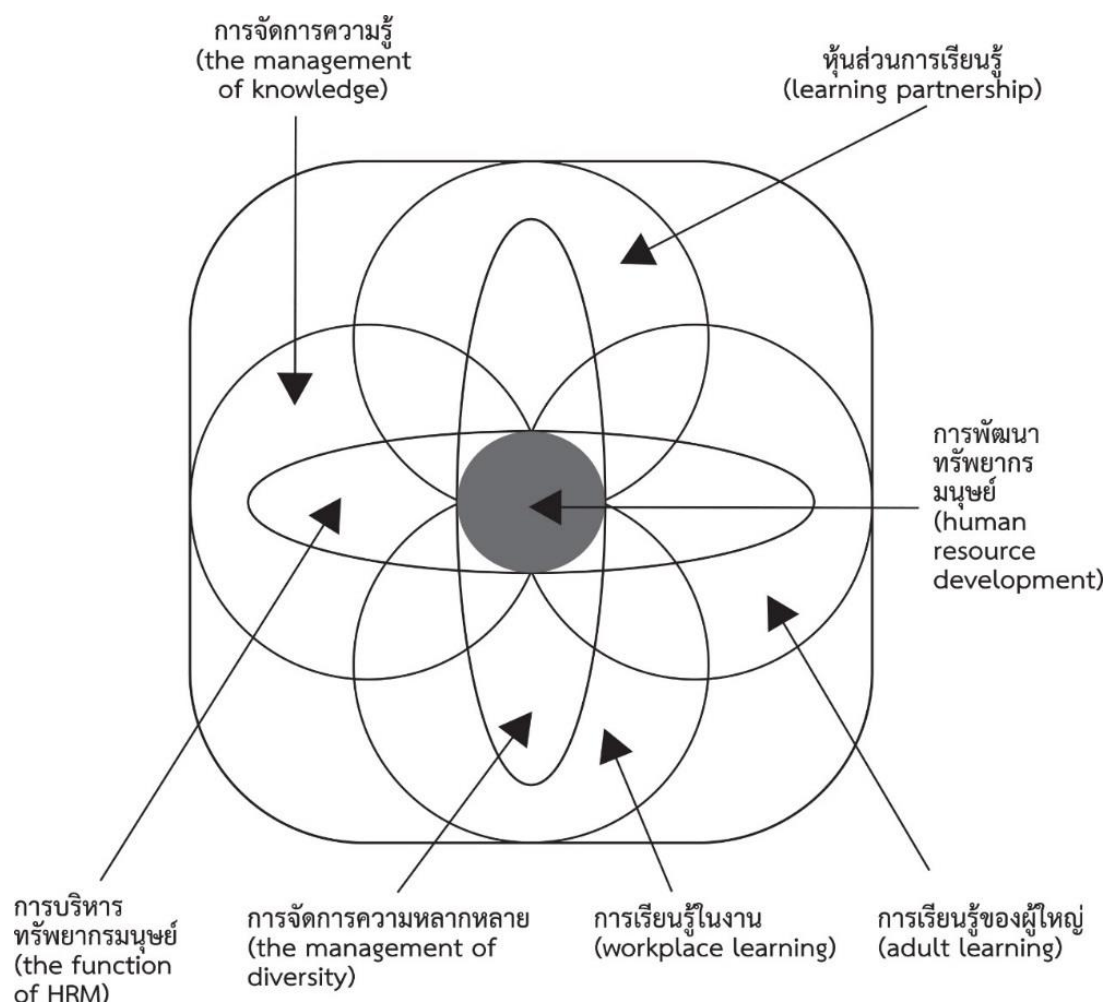 การจัดการความรู้
(the management
of knowledge)
หุ้นส่วนการเรียนรู้
(learning partnership)
การพัฒนา
ทรัพยากร
มนุษย์
(human
resource
development)
การบริหาร
ทรัพยากรมนุษย์
(the function
of HRM)
การจัดการความหลากหลาย
(the management of
diversity)
การเรียนรู้ในงาน
(workplace learning)
การเรียนรู้ของผู้ใหญ่
(adult learning)